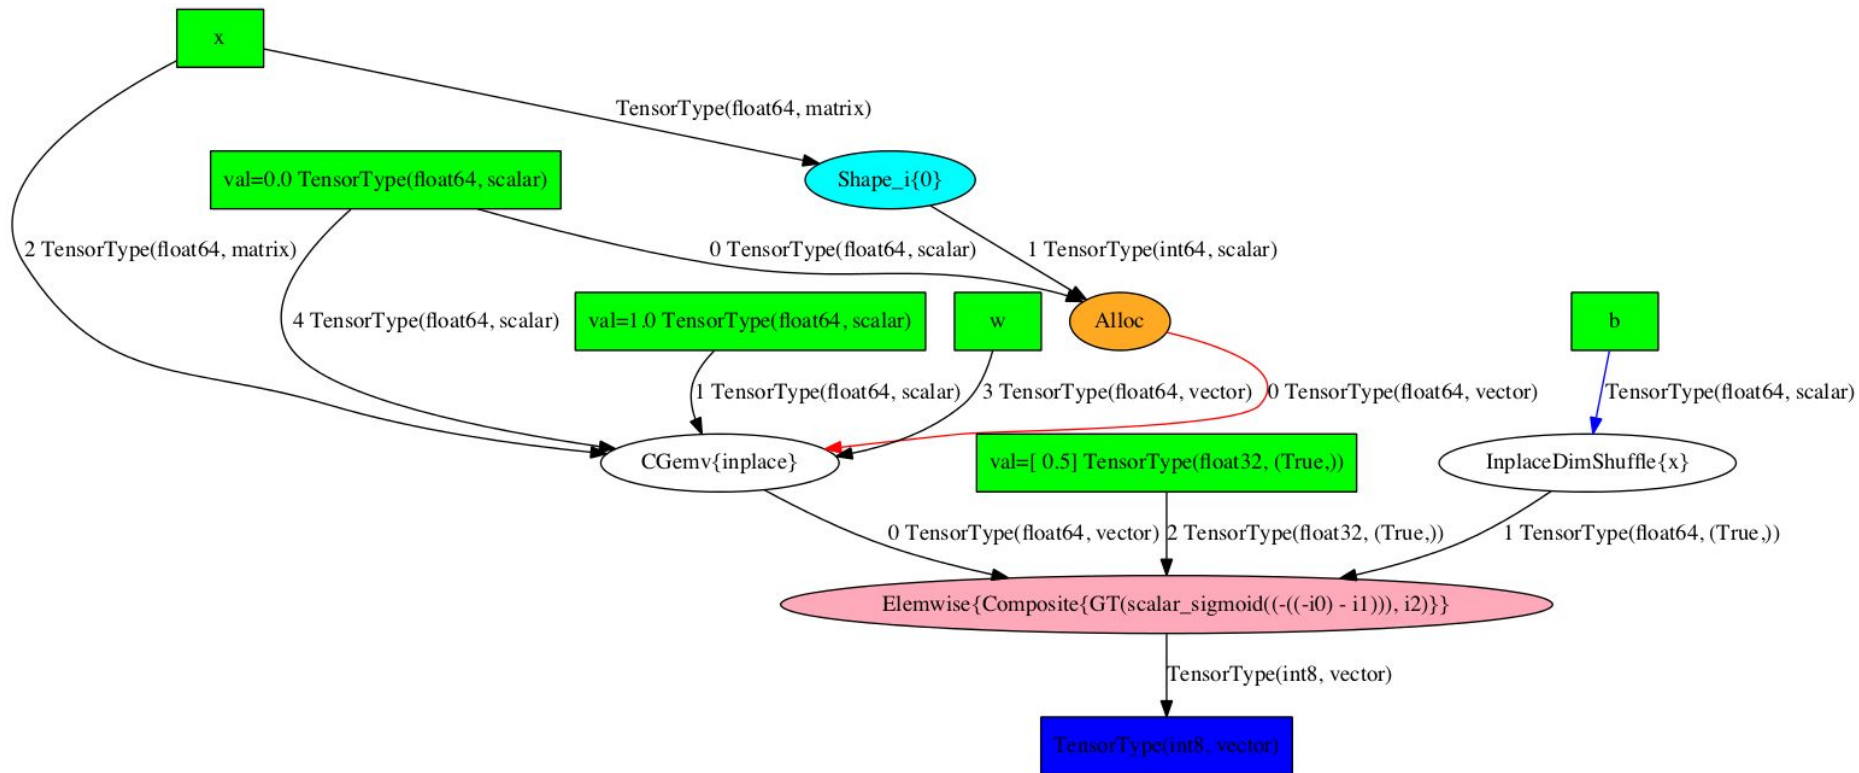 x
TensorType(float64, matrix)
val=0.0 TensorType(float64, scalar)
Shape_i{0}
2 TensorType(float64, matrix)
0 TensorType(float64, scalar)
1 TensorType(int64, scalar)
4 TensorType(float64, scalar)
val=1.0 TensorType(float64, scalar)
w
Alloc
b
1 TensorType(float64, scalar)
3 TensorType(float64, vector)
0 TensorType(float64, vector)
TensorType(float64, scalar)
CGemv{inplace}
val=[ 0.5] TensorType(float32, (True,))
InplaceDimShuffle{x}
0 TensorType(float64, vector)
2 TensorType(float32, (True,))
1 TensorType(float64, (True,))
Elemwise{Composite{GT(scalar_sigmoid((-((-i0) - i1))), i2)}}
TensorType(int8, vector)
TensorType(int8, vector)